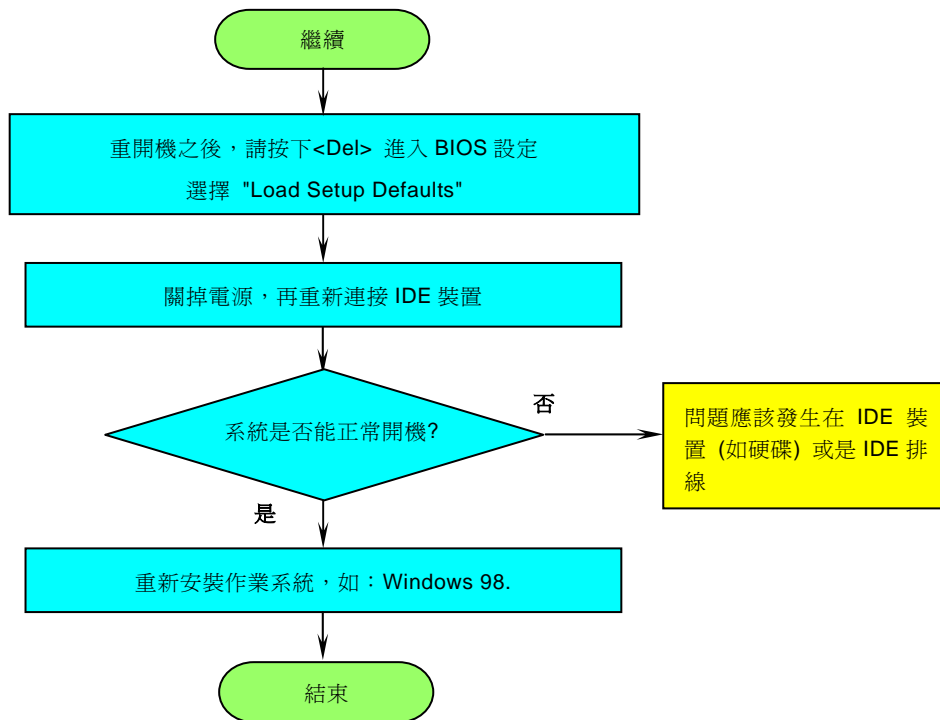 繼續
重開機之後，請按下<Del> 進入 BIOS 設定
選擇 "Load Setup Defaults"
關掉電源，再重新連接 IDE 裝置
系統是否能正常開機?
否
問題應該發生在 IDE 裝
置 (如硬碟) 或是 IDE 排
線
是
重新安裝作業系統，如：Windows 98.
結束